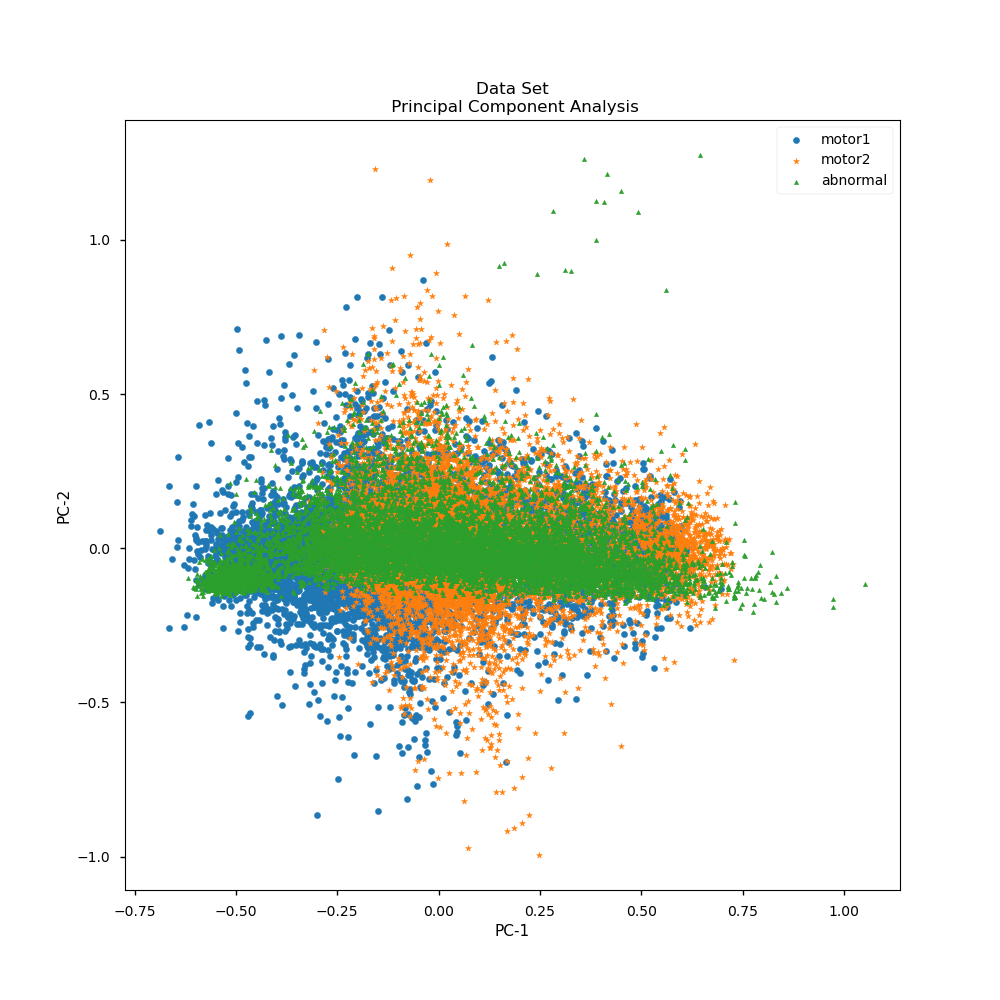 Data Set
Principal Component Analysis
motor1
motor2
abnormal
1.0
0.5
0.0
−0.5
−1.0
PC-2
−0.75 −0.50 −0.25 0.00 0.25 0.50 0.75 1.00
PC-1